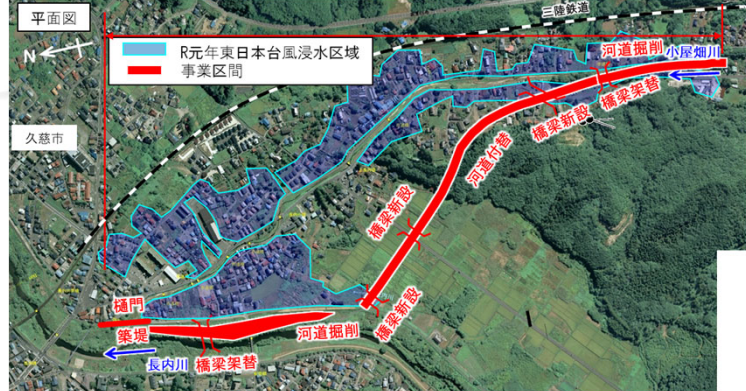 平面図
三陸鉄道
N
R元年東日本台風浸水区域
事業区間
河道掘削
小屋畑川
久慈市
橋梁架替
橋梁新設
河道付替
橋梁新設
橋梁新設
樋門
築堤
河道掘削
長内川
橋梁架替